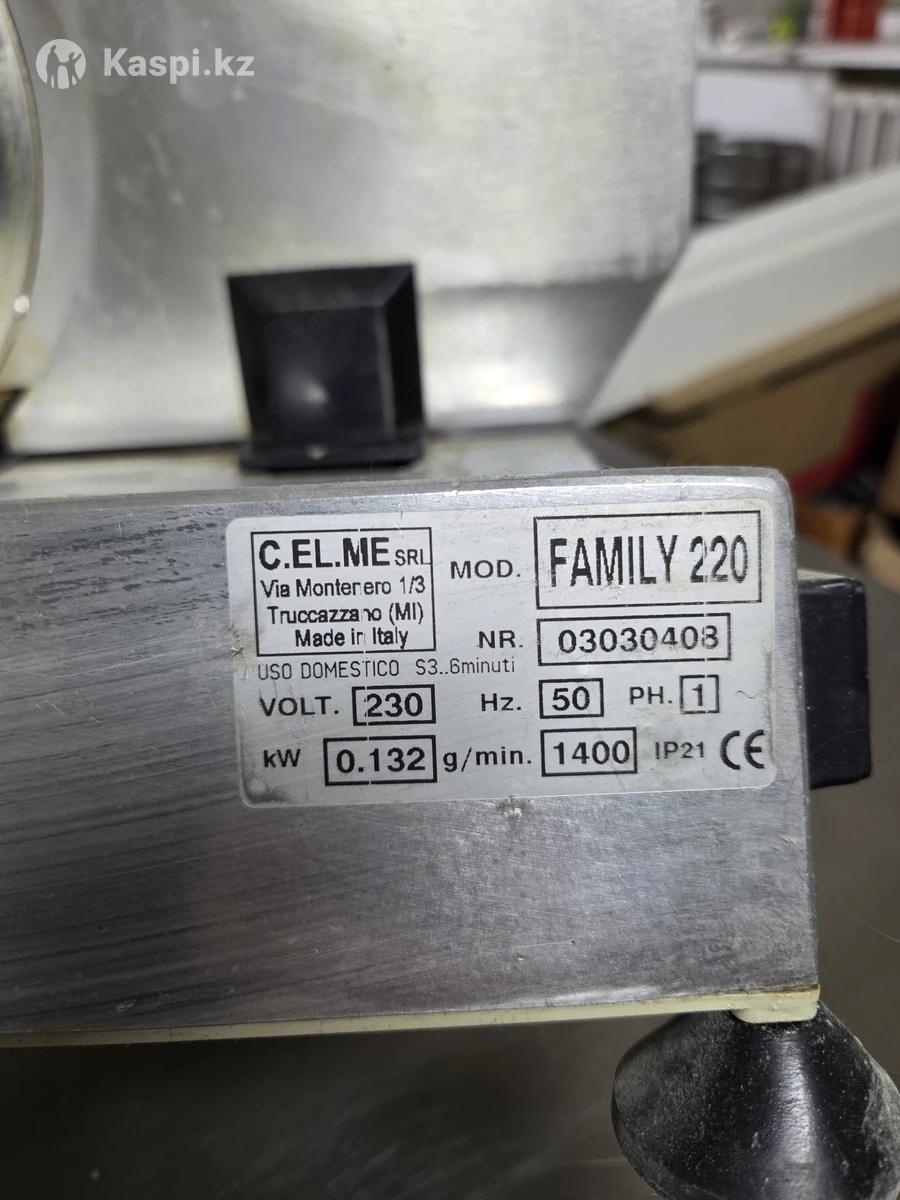 Kaspi.kz
C.EL.ME SRL
Via Montenero 1/3
Truccazzano (MI)
Made in Italy
MOD. FAMILY 220
NR. 03030408
USO DOMESTICO S3..6minuti
VOLT. 230 Hz. 50 PH. 1
kW 0.132 g/min. 1400 IP21 CE